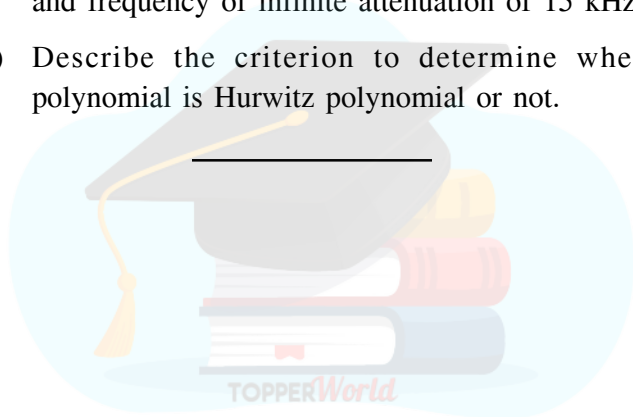 and frequency of infinite attenuation of 15 kHz
) Describe the criterion to determine whe
polynomial is Hurwitz polynomial or not.
TOPPERWorld